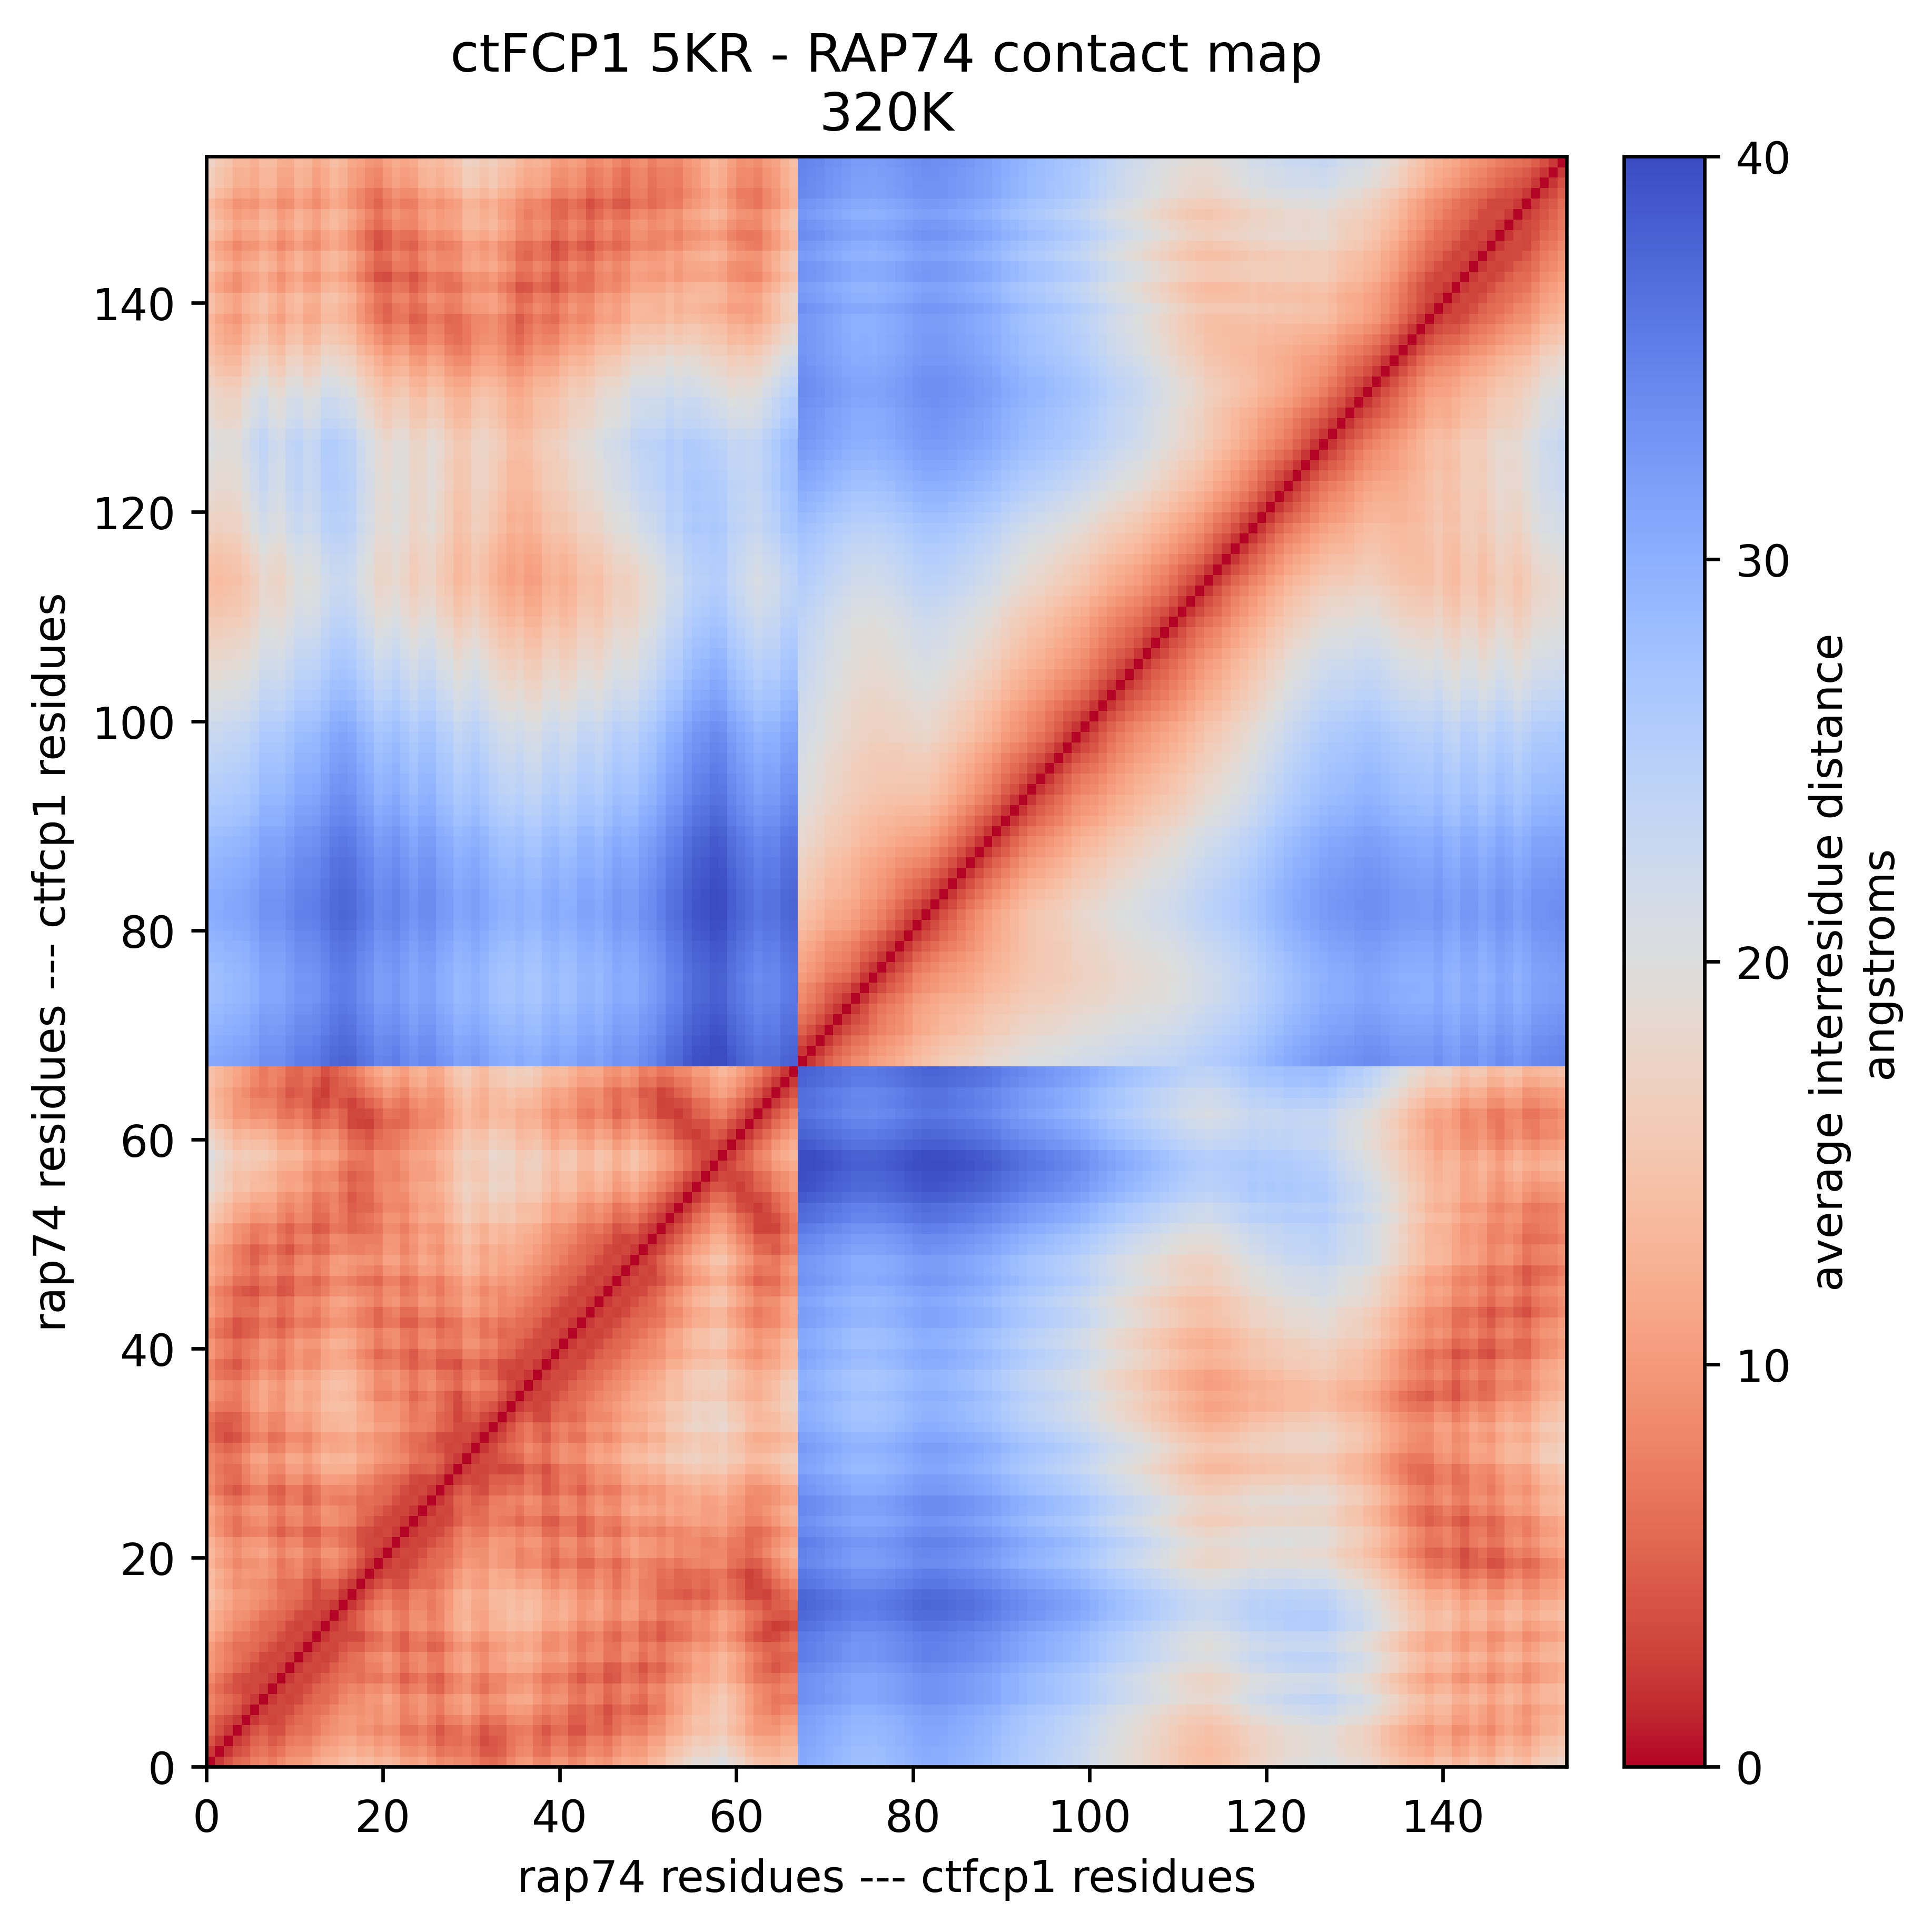 ctFCP1 5KR - RAP74 contact map
320K
rap74 residues --- ctfcp1 residues
140
120
100
80
60
40
20
0
0 20 40 60 80 100 120 140
rap74 residues --- ctfcp1 residues
40
30
20
10
0
average interresidue distance
angstroms